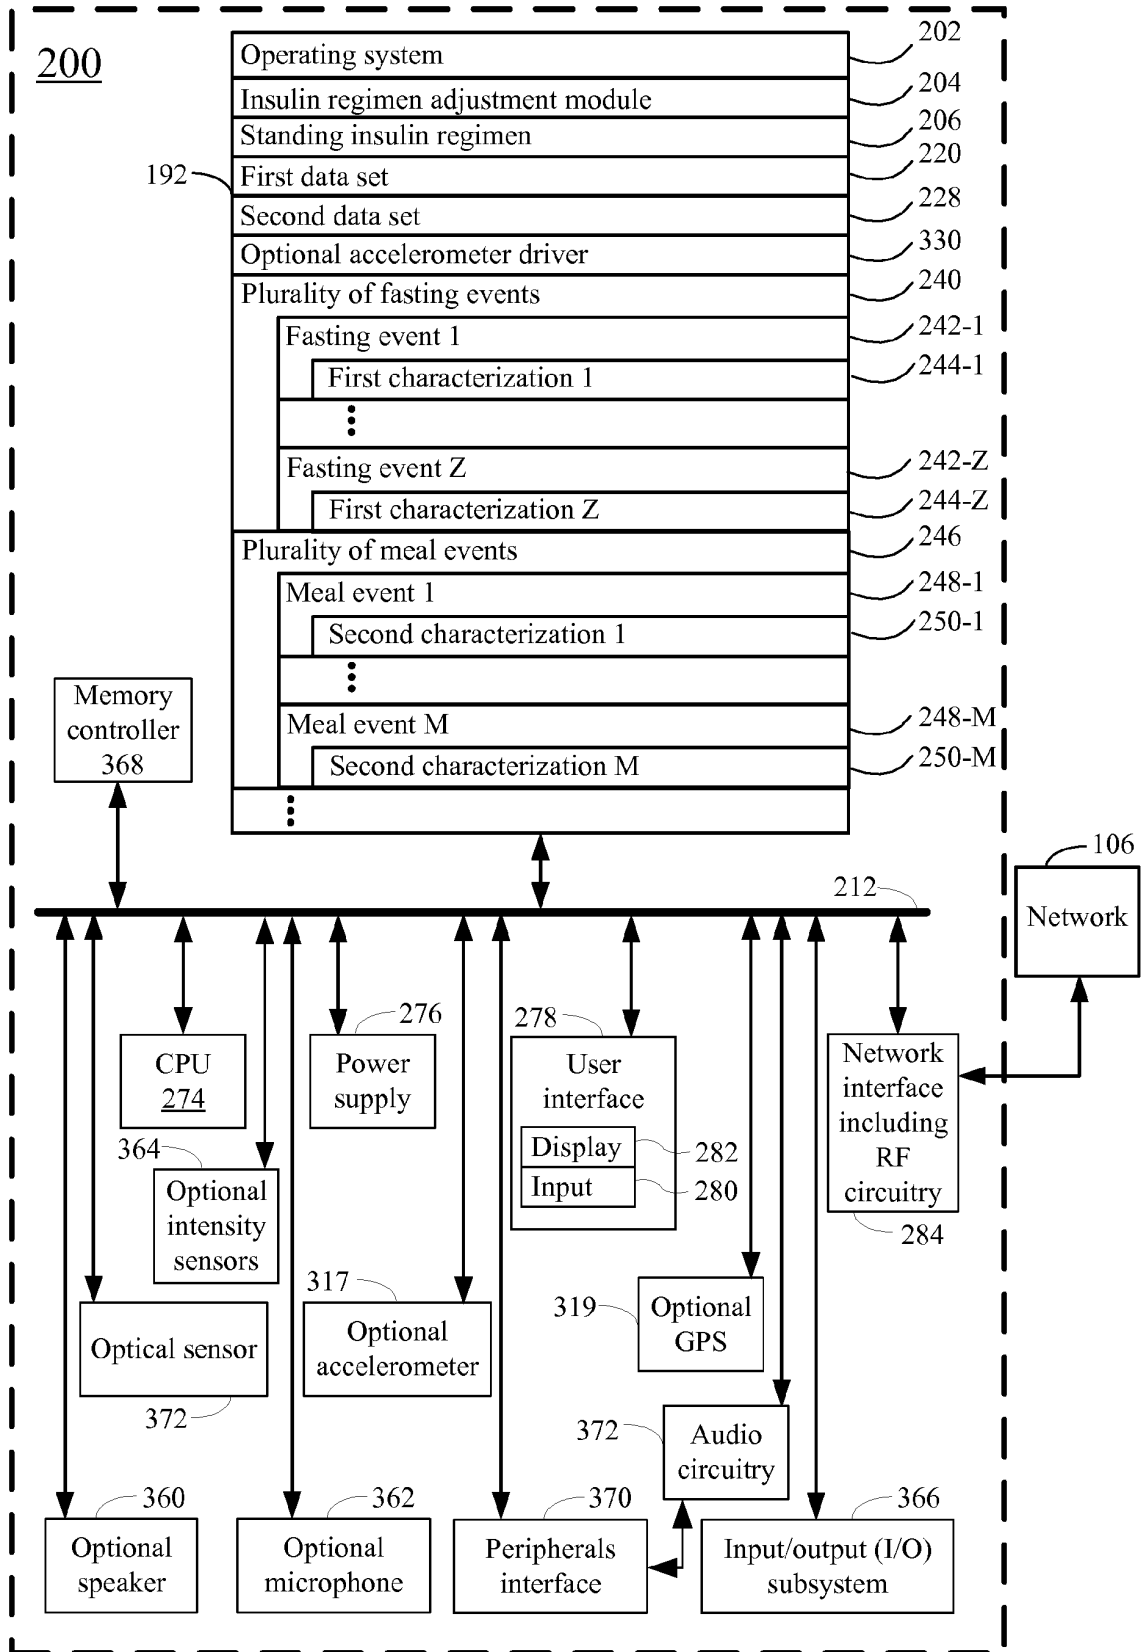 200
Operating system
202
Insulin regimen adjustment module
204
Standing insulin regimen
206
192
First data set
220
Second data set
228
Optional accelerometer driver
330
Plurality of fasting events
240
Fasting event 1
242-1
First characterization 1
244-1
Fasting event Z
242-Z
First characterization Z
244-Z
Plurality of meal events
246
Meal event 1
248-1
Second characterization 1
250-1
Meal event M
248-M
Second characterization M
250-M
Memory
controller
368
212
106
Network
CPU
274
276
Power
supply
278
User
interface
Display
282
Input
280
Network
interface
including
RF
circuitry
284
364
Optional
intensity
sensors
Optical sensor
372
317
Optional
accelerometer
319
Optional
GPS
372
Audio
circuitry
360
Optional
speaker
362
Optional
microphone
370
Peripherals
interface
366
Input/output (I/O)
subsystem